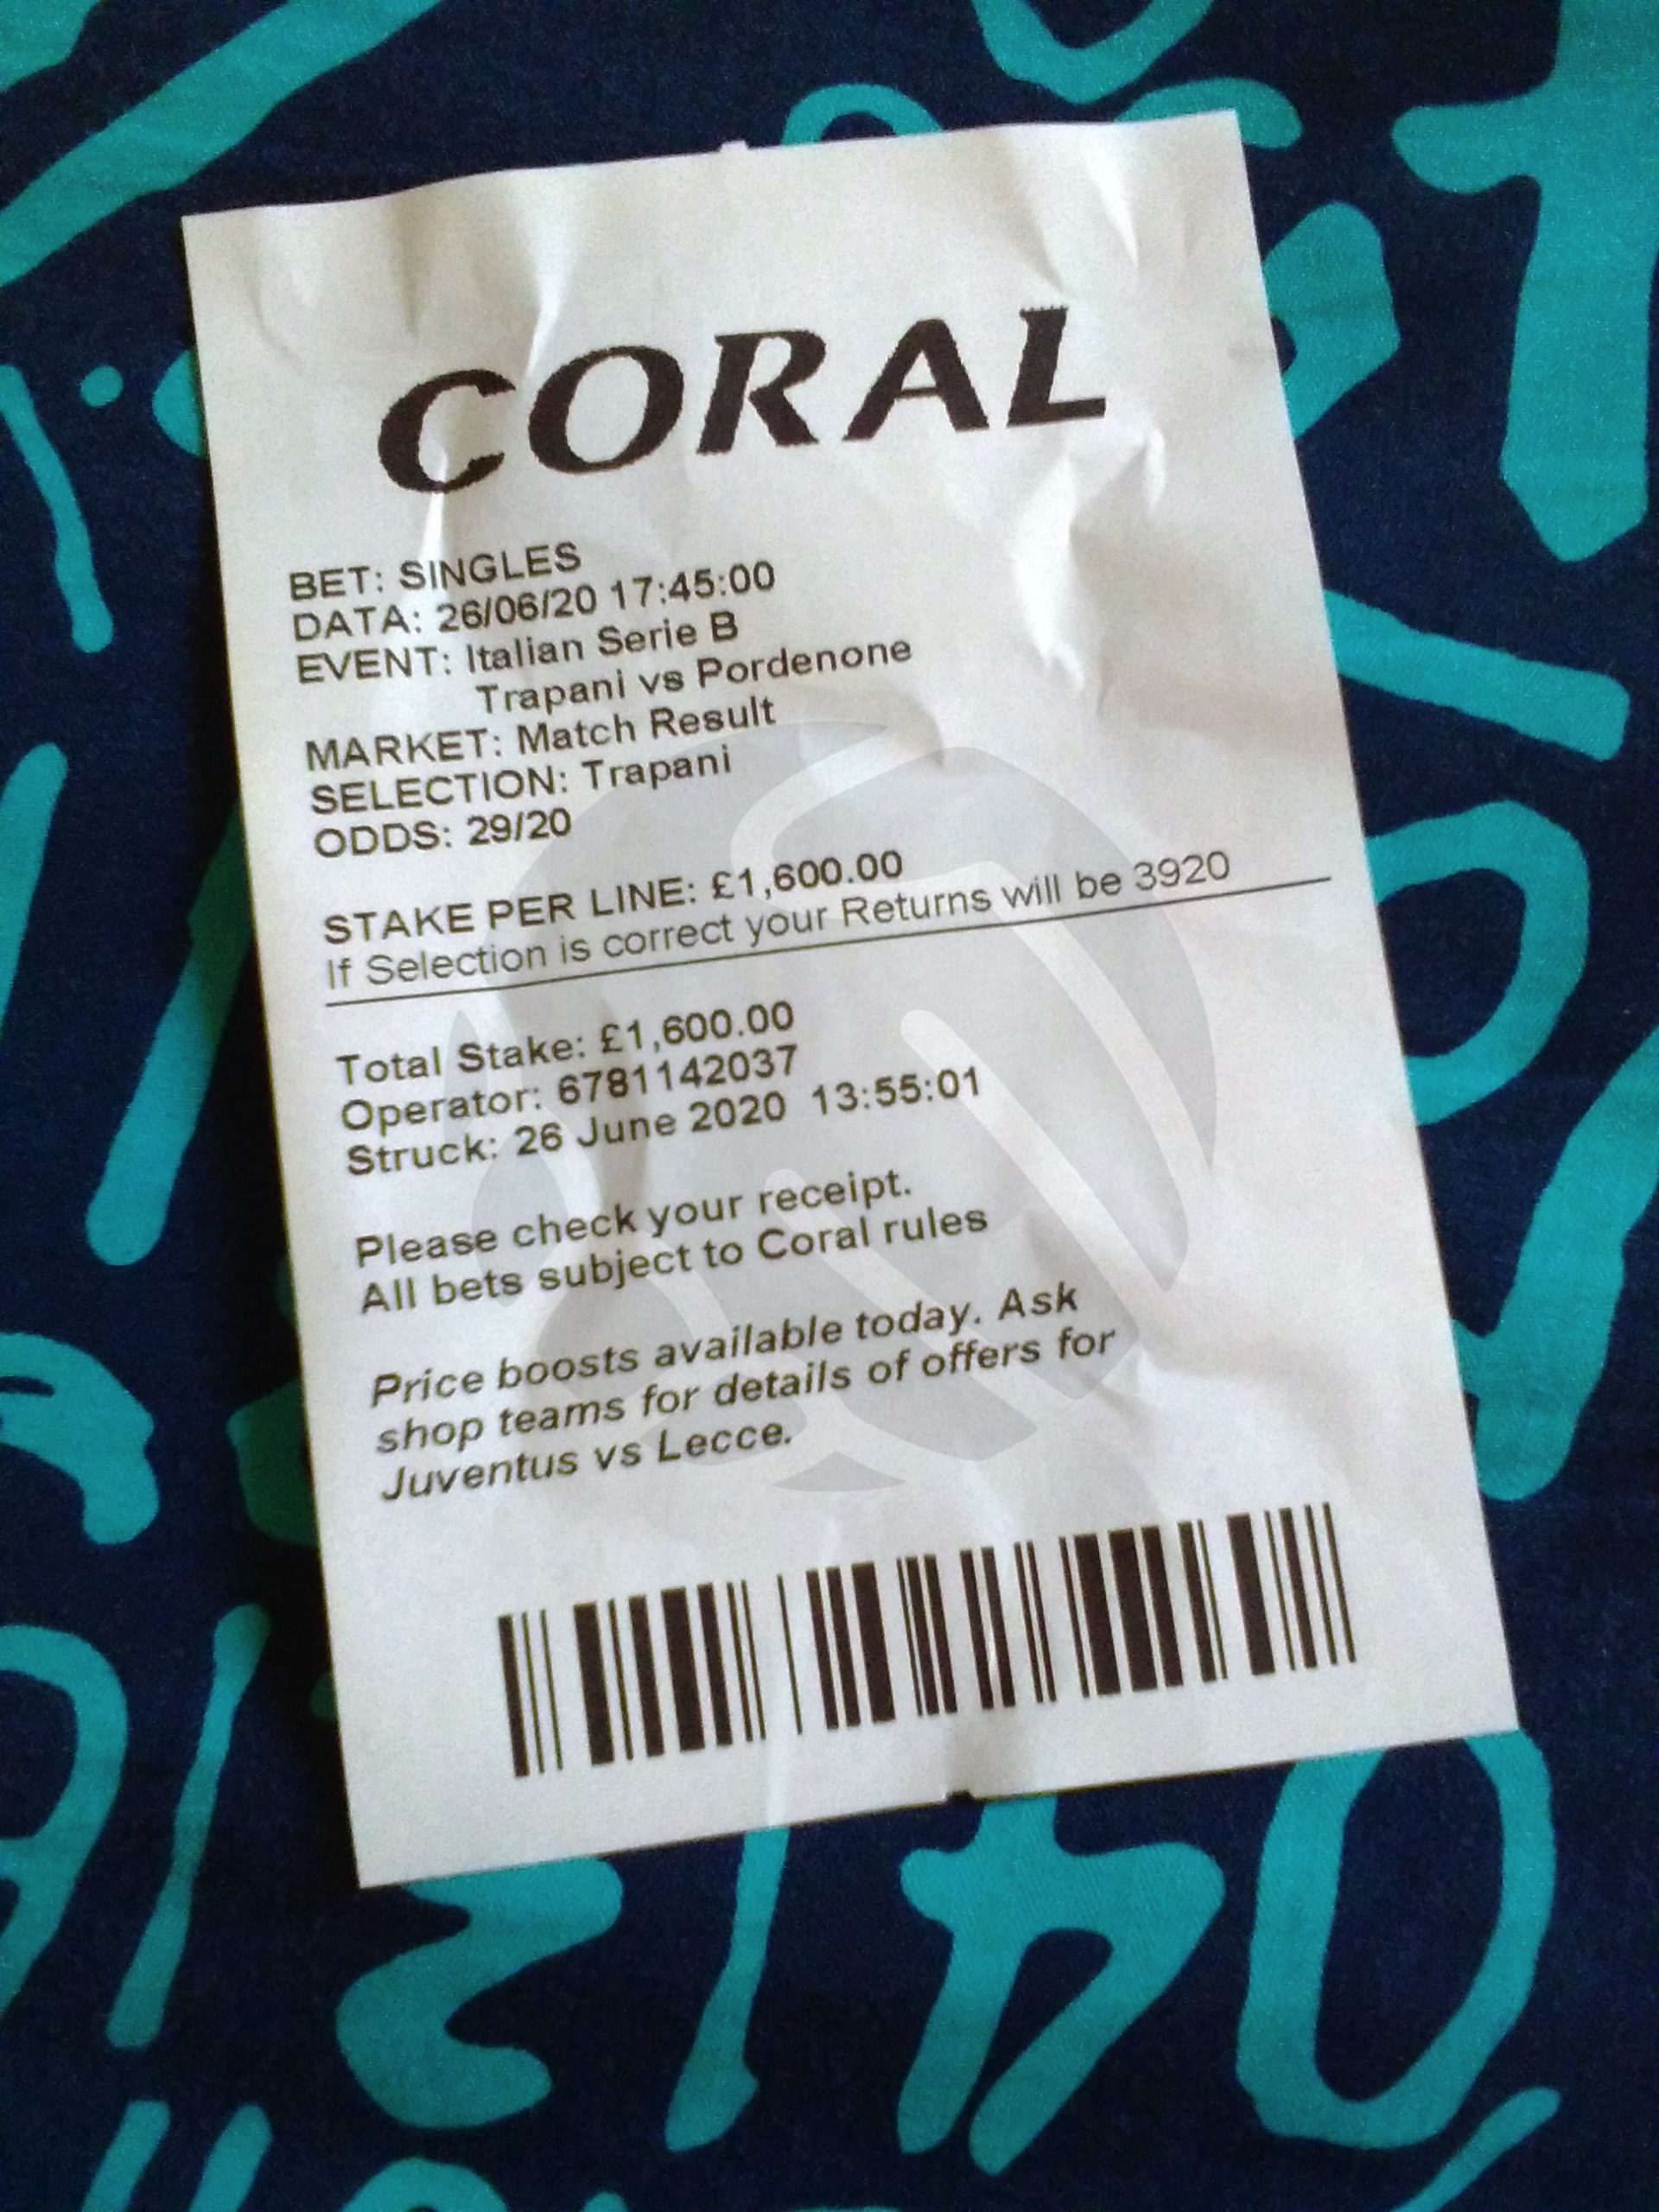 CORAL
BET: SINGLES
DATA: 26/06/20 17:45:00
EVENT: Italian Serie B
Trapani vs Pordenone
MARKET: Match Result
SELECTION: Trapani
ODDS: 29/20
STAKE PER LINE: £1,600.00
If Selection is correct your Returns will be 3920
Total Stake: £1,600.00
Operator: 6781142037
Struck: 26 June 2020 13:55:01
Please check your receipt.
All bets subject to Coral rules
Price boosts available today. Ask
shop teams for details of offers for
Juventus vs Lecce.